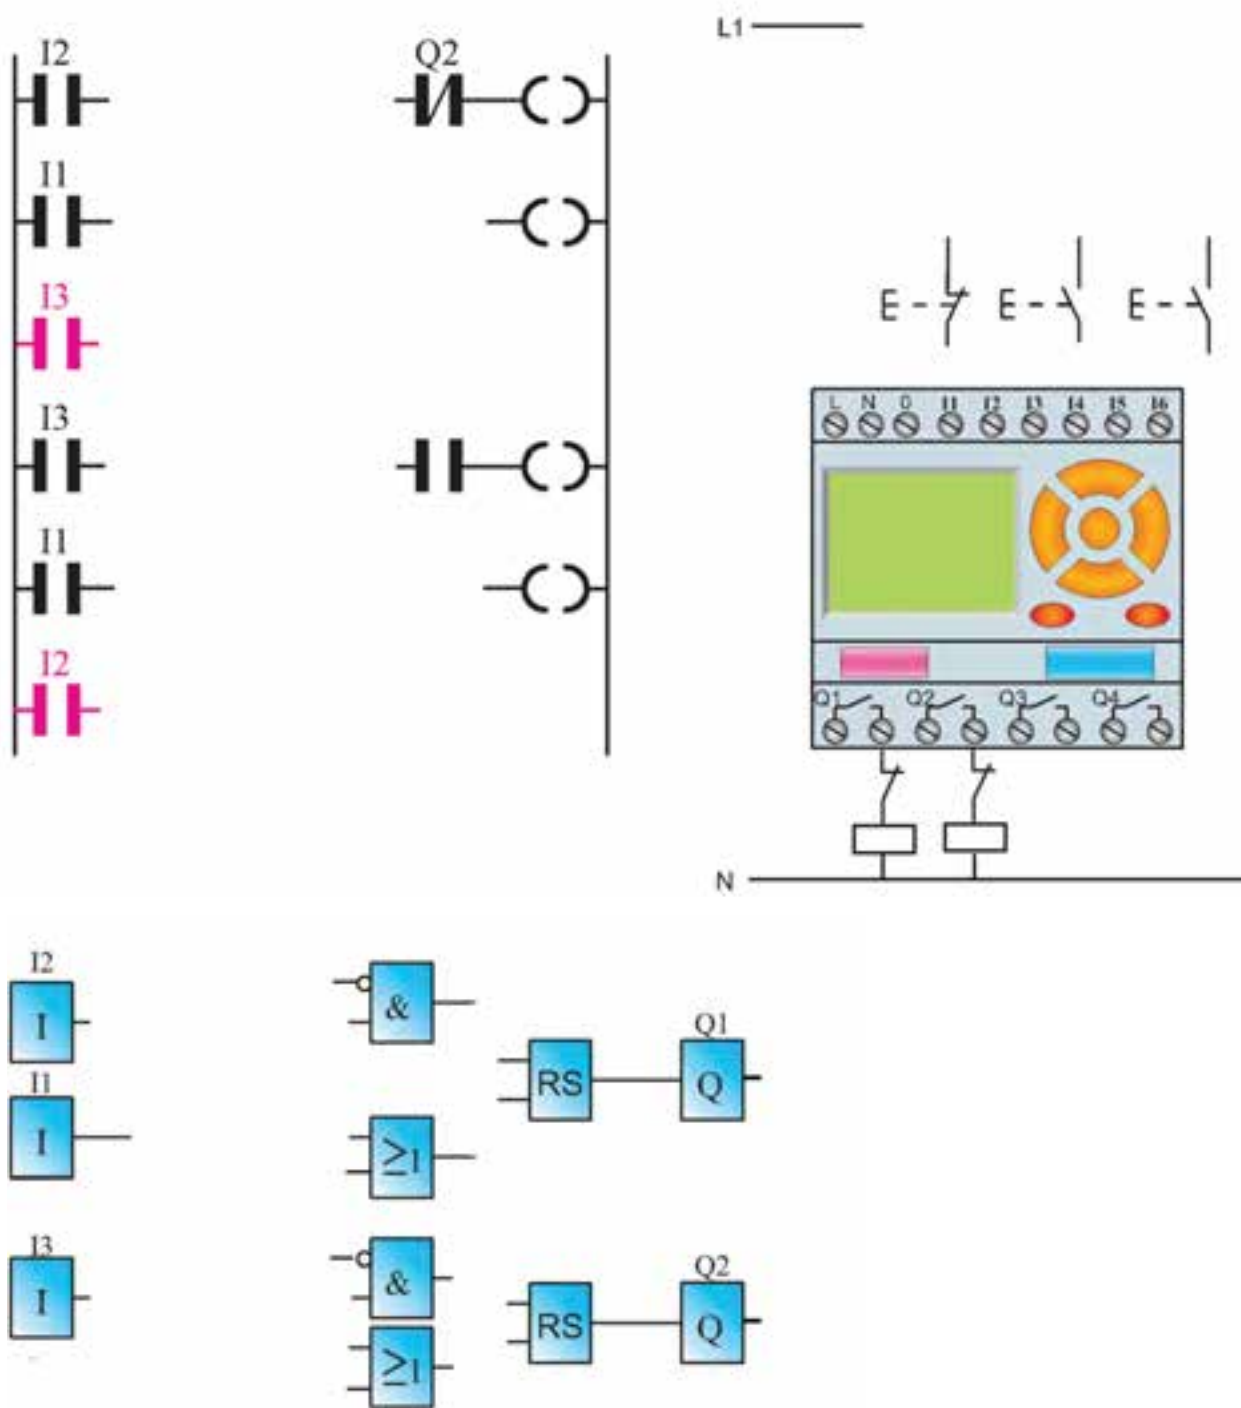 L1
I2
Q2
I1
I3
I3
I1
I2
E E E
L N 0 I1 I2 I3 I4 I5 I6
Q1 Q2 Q3 Q4
N
I2
I
&
Q1
RS
Q
I1
I
≥1
I3
I
&
Q2
RS
Q
≥1